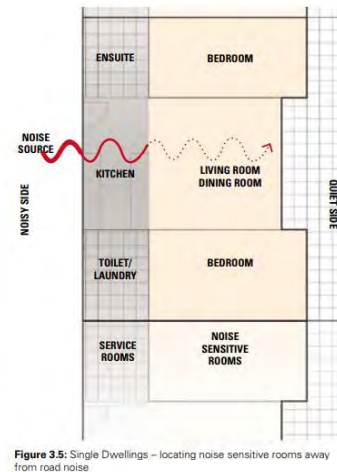 ENSUITE
BEDROOM
NOISE
SOURCE
KITCHEN
LIVING ROOM
DINING ROOM
NOISY SIDE
QUIET SIDE
TOILET/
LAUNDRY
BEDROOM
SERVICE
ROOMS
NOISE
SENSITIVE
ROOMS
Figure 3.5: Single Dwellings – locating noise sensitive rooms away
from road noise